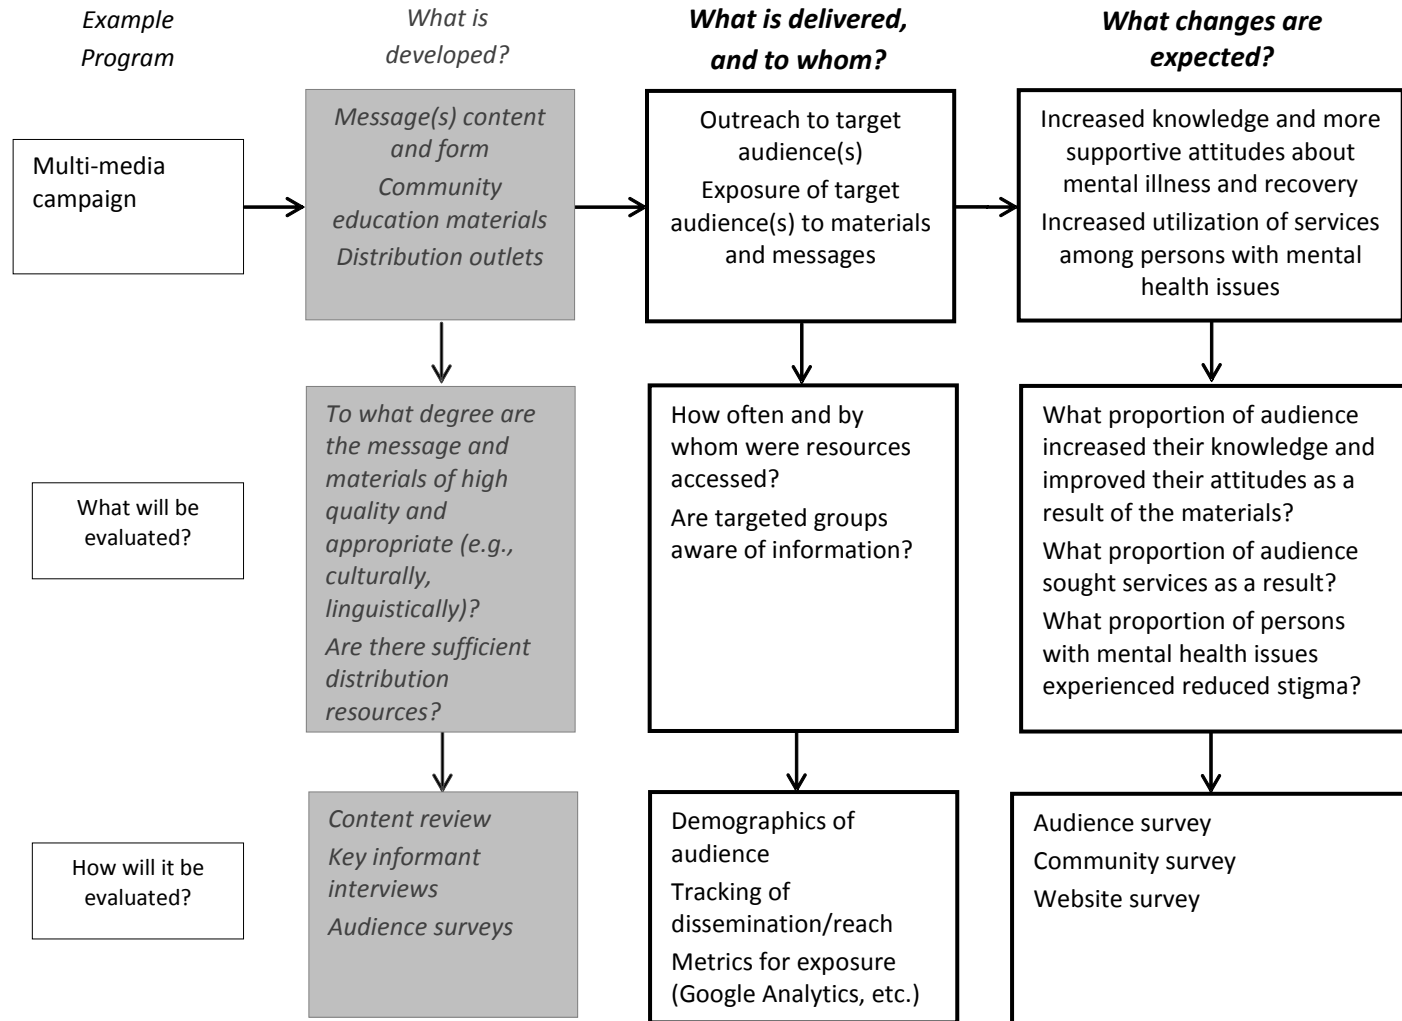 Example
Program
What is
developed?
What is delivered,
and to whom?
What changes are
expected?
Multi-media
campaign
Message(s) content
and form
Community
education materials
Distribution outlets
Outreach to target
audience(s)
Exposure of target
audience(s) to materials
and messages
Increased knowledge and more
supportive attitudes about
mental illness and recovery
Increased utilization of services
among persons with mental
health issues
What will be
evaluated?
To what degree are
the message and
materials of high
quality and
appropriate (e.g.,
culturally,
linguistically)?
Are there sufficient
distribution
resources?
How often and by
whom were resources
accessed?
Are targeted groups
aware of information?
What proportion of audience
increased their knowledge and
improved their attitudes as a
result of the materials?
What proportion of audience
sought services as a result?
What proportion of persons
with mental health issues
experienced reduced stigma?
How will it be
evaluated?
Content review
Key informant
interviews
Audience surveys
Demographics of
audience
Tracking of
dissemination/reach
Metrics for exposure
(Google Analytics, etc.)
Audience survey
Community survey
Website survey